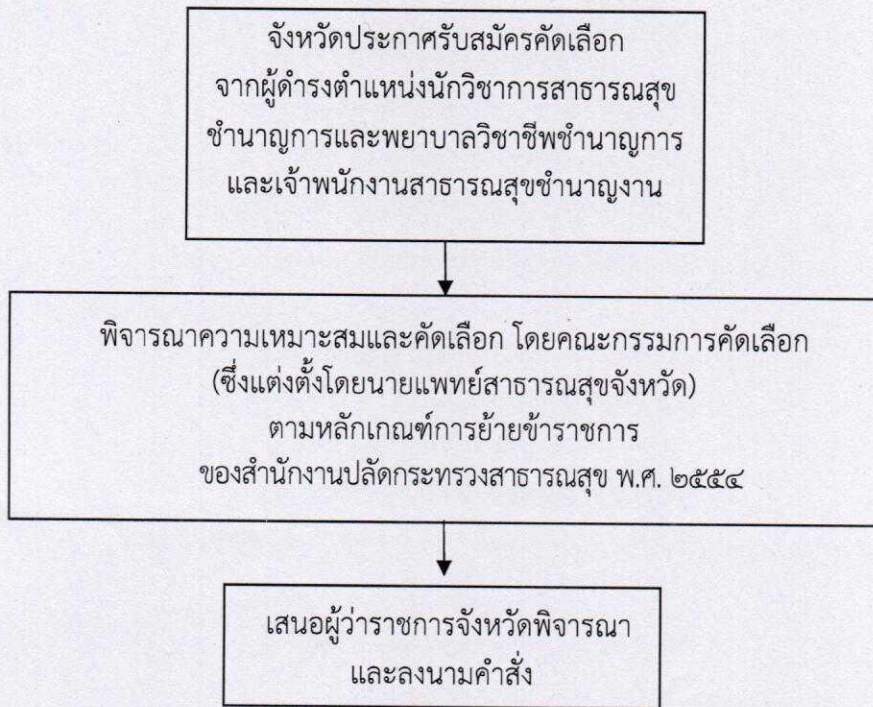 จังหวัดประกาศรับสมัครคัดเลือก
จากผู้ดำรงตำแหน่งนักวิชาการสาธารณสุข
ชำนาญการและพยาบาลวิชาชีพชำนาญการ
และเจ้าพนักงานสาธารณสุขชำนาญงาน
พิจารณาความเหมาะสมและคัดเลือก โดยคณะกรรมการคัดเลือก
(ซึ่งแต่งตั้งโดยนายแพทย์สาธารณสุขจังหวัด)
ตามหลักเกณฑ์การย้ายข้าราชการ
ของสำนักงานปลัดกระทรวงสาธารณสุข พ.ศ. ๒๕๕๔
เสนอผู้ว่าราชการจังหวัดพิจารณา
และลงนามคำสั่ง